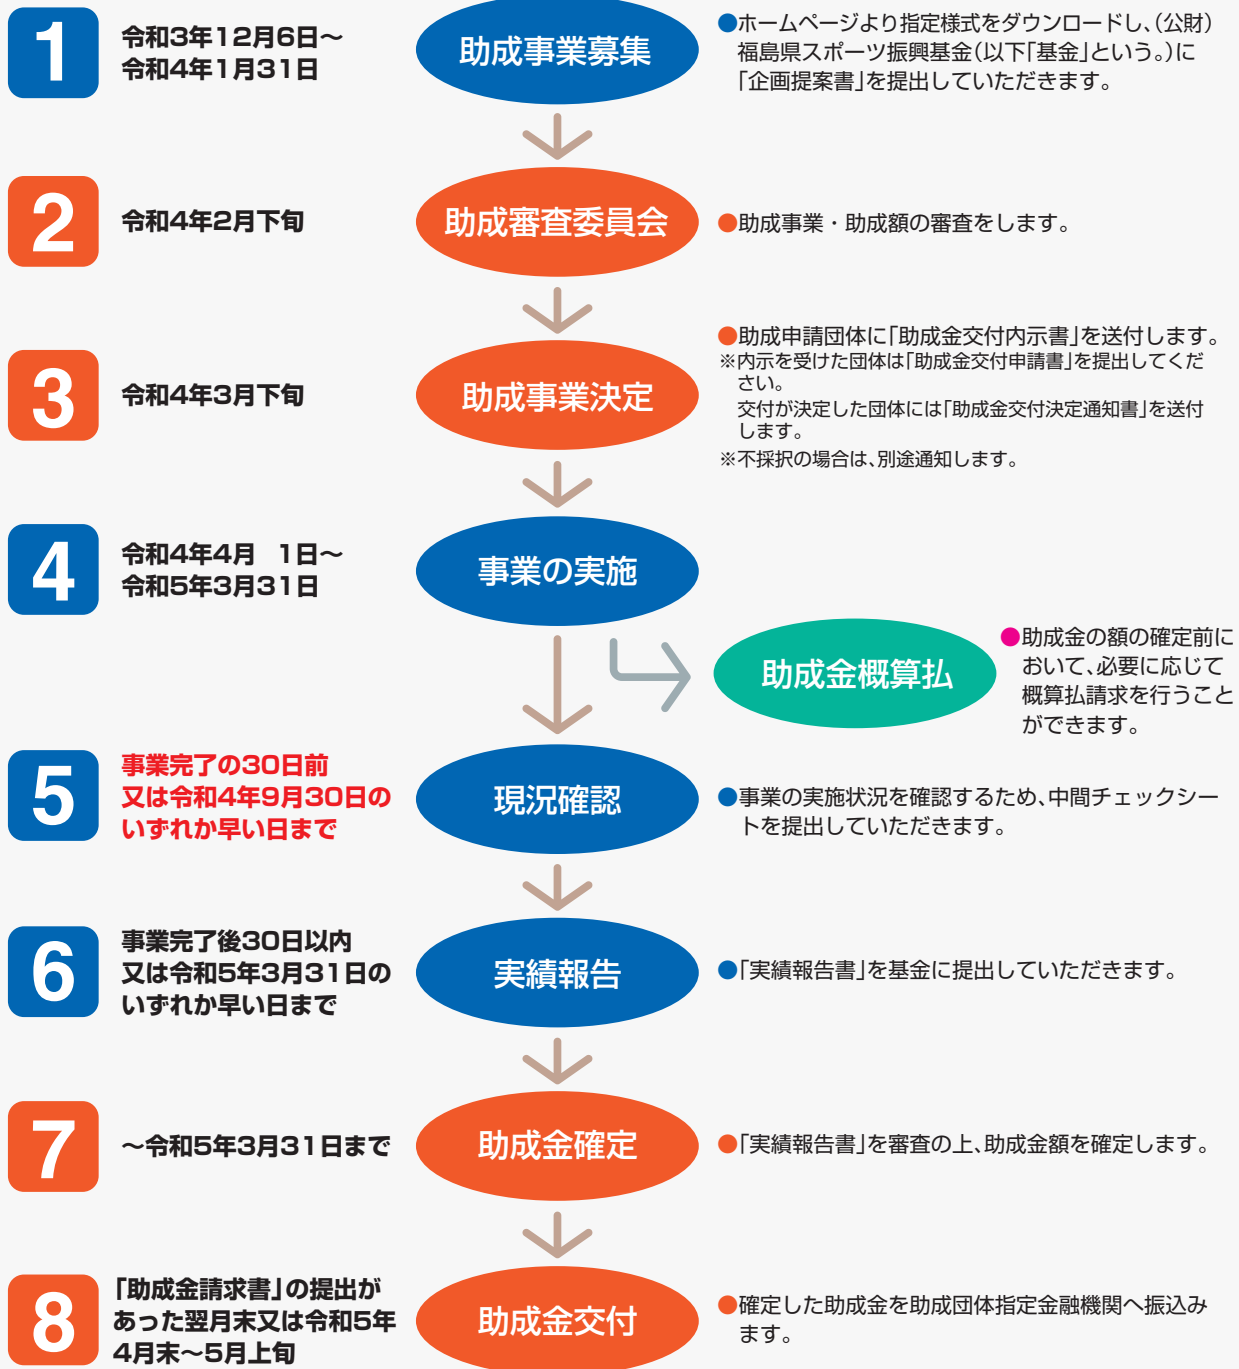 1
令和3年12月6日～
令和4年1月31日
助成事業募集
●ホームページより指定様式をダウンロードし、(公財)
福島県スポーツ振興基金(以下「基金」という。)に
「企画提案書」を提出していただきます。
2
令和4年2月下旬
助成審査委員会
●助成事業・助成額の審査をします。
3
令和4年3月下旬
助成事業決定
●助成申請団体に「助成金交付内示書」を送付します。
※内示を受けた団体は「助成金交付申請書」を提出してくだ
さい。
交付が決定した団体には「助成金交付決定通知書」を送付
します。
※不採択の場合は、別途通知します。
4
令和4年4月　1日～
令和5年3月31日
事業の実施
助成金概算払
●助成金の額の確定前に
おいて、必要に応じて
概算払請求を行うこと
ができます。
5
事業完了の30日前
又は令和4年9月30日の
いずれか早い日まで
現況確認
●事業の実施状況を確認するため、中間チェックシー
トを提出していただきます。
6
事業完了後30日以内
又は令和5年3月31日の
いずれか早い日まで
実績報告
●「実績報告書」を基金に提出していただきます。
7
～令和5年3月31日まで
助成金確定
●「実績報告書」を審査の上、助成金額を確定します。
8
「助成金請求書」の提出が
あった翌月末又は令和5年
4月末～5月上旬
助成金交付
●確定した助成金を助成団体指定金融機関へ振込み
ます。